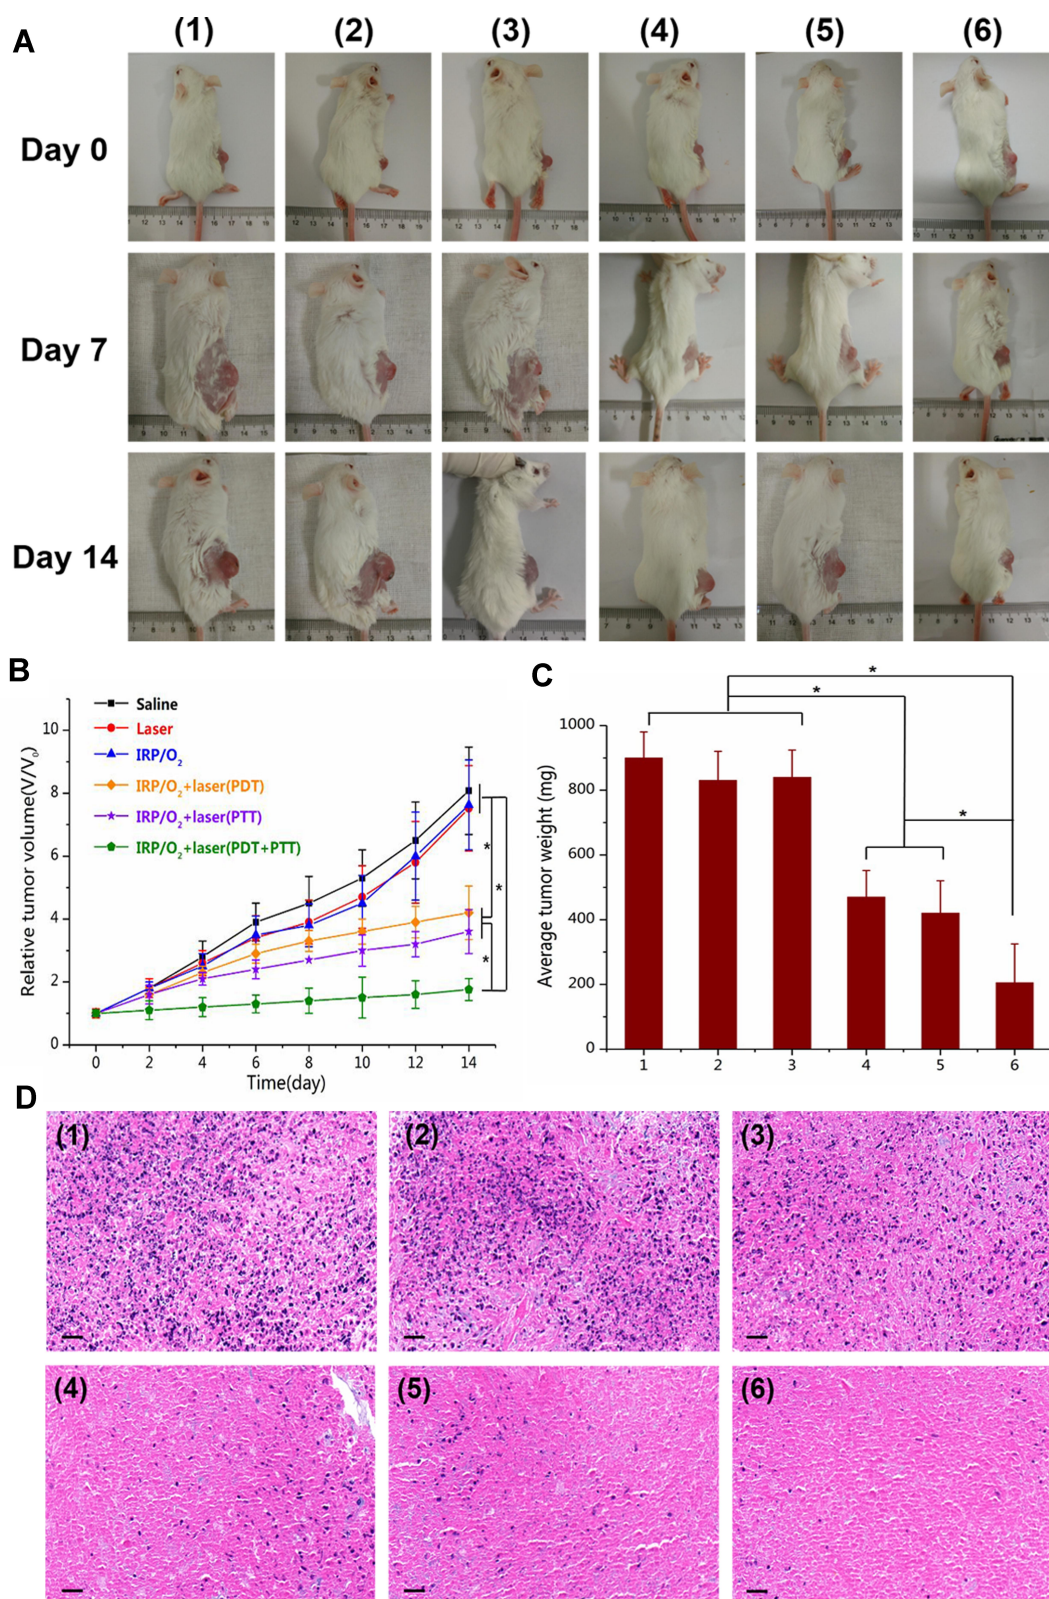 A
(1) (2) (3) (4) (5) (6)
Day 0
Day 7
Day 14
B
Relative tumor volume(V/V₀)
10
8
6
4
2
0
Saline
Laser
IRP/O₂
IRP/O₂+laser(PDT)
IRP/O₂+laser(PTT)
IRP/O₂+laser(PDT+PTT)
*
*
*
0 2 4 6 8 10 12 14
Time(day)
C
Average tumor weight (mg)
1000
800
600
400
200
0
*
*
*
1 2 3 4 5 6
D
(1) (2) (3)
(4) (5) (6)